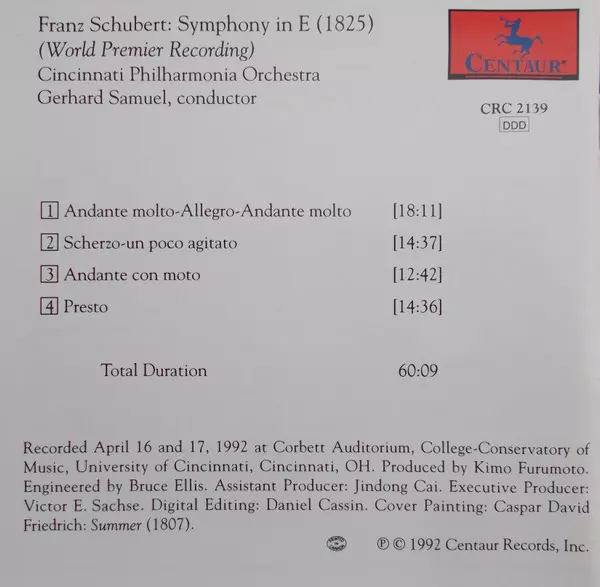 Franz Schubert: Symphony in E (1825)
(World Premier Recording)
Cincinnati Philharmonia Orchestra
Gerhard Samuel, conductor
CENTAUR®
CRC 2139
DDD
1 Andante molto-Allegro-Andante molto [18:11]
2 Scherzo-un poco agitato [14:37]
3 Andante con moto [12:42]
4 Presto [14:36]
Total Duration 60:09
Recorded April 16 and 17, 1992 at Corbett Auditorium, College-Conservatory of
Music, University of Cincinnati, Cincinnati, OH. Produced by Kimo Furumoto.
Engineered by Bruce Ellis. Assistant Producer: Jindong Cai. Executive Producer:
Victor E. Sachse. Digital Editing: Daniel Cassin. Cover Painting: Caspar David
Friedrich: Summer (1807).
℗ © 1992 Centaur Records, Inc.